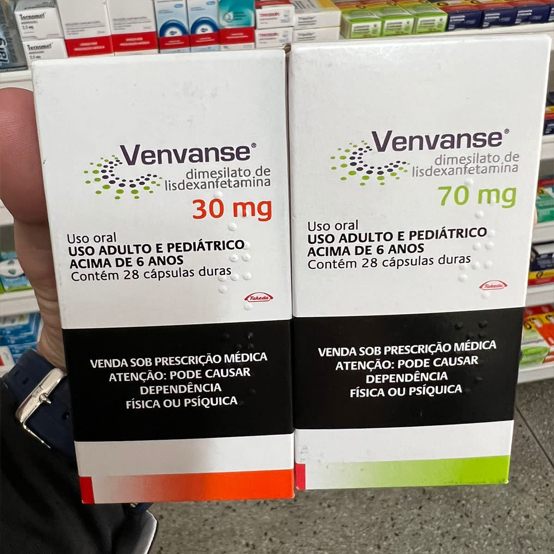 Venvanse®
dimesilato de
lisdexanfetamina
30 mg
Uso oral
USO ADULTO E PEDIÁTRICO
ACIMA DE 6 ANOS
Contém 28 cápsulas duras
Takeda
VENDA SOB PRESCRIÇÃO MÉDICA
ATENÇÃO: PODE CAUSAR
DEPENDÊNCIA
FÍSICA OU PSÍQUICA
Venvanse®
dimesilato de
lisdexanfetamina
70 mg
Uso oral
USO ADULTO E PEDIÁTRICO
ACIMA DE 6 ANOS
Contém 28 cápsulas duras
Takeda
VENDA SOB PRESCRIÇÃO MÉDICA
ATENÇÃO: PODE CAUSAR
DEPENDÊNCIA
FÍSICA OU PSÍQUICA